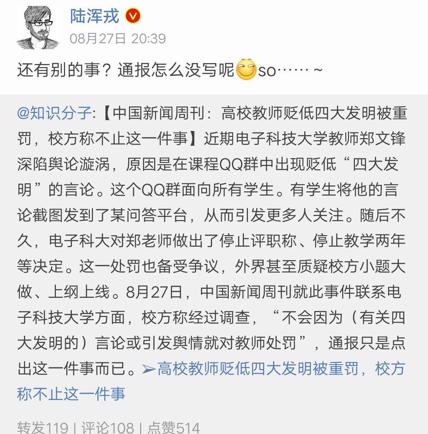 陆浑戎
08月27日 20:39
还有别的事？通报怎么没写呢so……～
@知识分子:【中国新闻周刊：高校教师贬低四大发明被重
罚，校方称不止这一件事】近期电子科技大学教师郑文锋
深陷舆论漩涡，原因是在课程QQ群中出现贬低“四大发
明”的言论。这个QQ群面向所有学生。有学生将他的言
论截图发到了某问答平台，从而引发更多人关注。随后不
久，电子科大对郑老师做出了停止评职称、停止教学两年
等决定。这一处罚也备受争议，外界甚至质疑校方小题大
做、上纲上线。8月27日，中国新闻周刊就此事件联系电
子科技大学方面，校方称经过调查，“不会因为（有关四
大发明的）言论或引发舆情就对教师处罚”，通报只是点
出这一件事而已。➢高校教师贬低四大发明被重罚，校方
称不止这一件事
转发119 | 评论108 | 点赞514